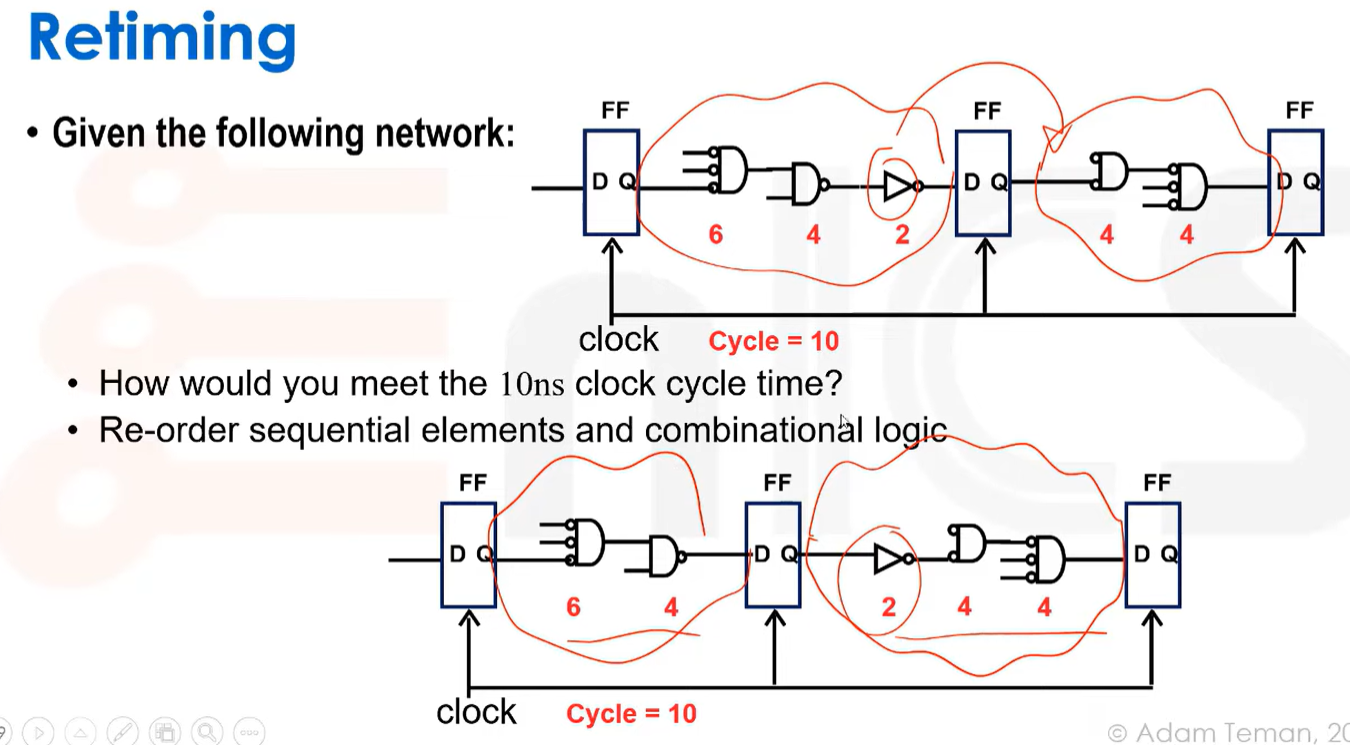 Retiming
• Given the following network:
FF FF FF
D Q D Q D Q
6 4 2 4 4
clock Cycle = 10
• How would you meet the 10ns clock cycle time?
• Re-order sequential elements and combinational logic
FF FF FF
D Q D Q D Q
6 4 2 4 4
clock Cycle = 10
© Adam Teman, 20